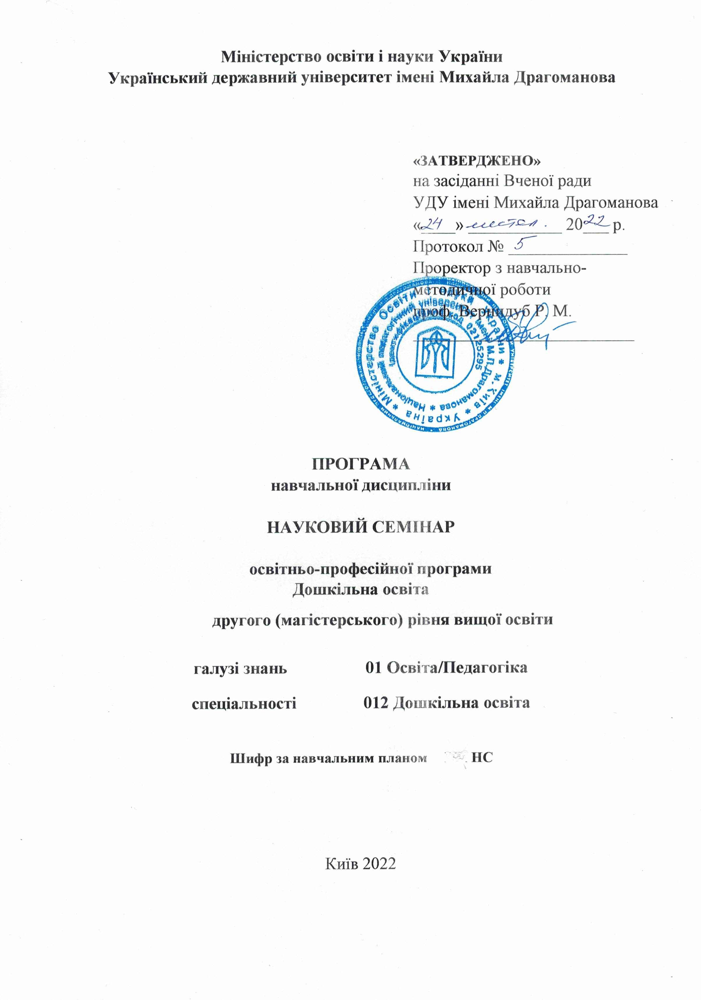 Міністерство освіти і науки України
Український державний університет імені Михайла Драгоманова
«ЗАТВЕРДЖЕНО»
на засіданні Вченої ради
УДУ імені Михайла Драгоманова
«24» листоп. 2022 р.
Протокол № 5
Проректор з навчально-
методичної роботи
проф. Вернидуб Р. М.
* Міністерство Освіти і науки України * м. Київ * Україна
Національний педагогічний університет імені М.П.Драгоманова *
Ідентифікаційний код 02125295
ПРОГРАМА
навчальної дисципліни
НАУКОВИЙ СЕМІНАР
освітньо-професійної програми
Дошкільна освіта
другого (магістерського) рівня вищої освіти
галузі знань 01 Освіта/Педагогіка
спеціальності 012 Дошкільна освіта
Шифр за навчальним планом НС
Київ 2022